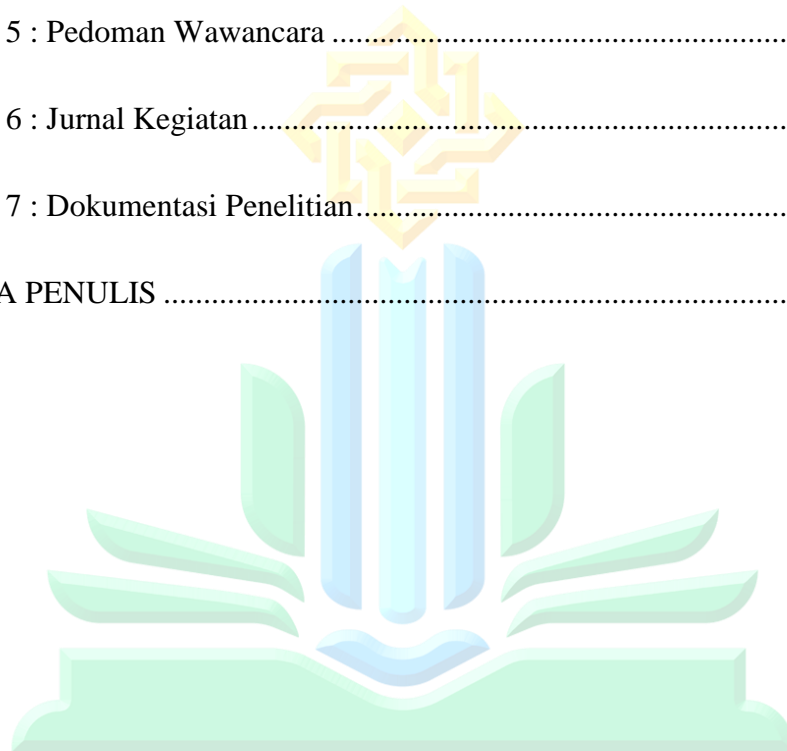 5 : Pedoman Wawancara ........................................................
6 : Jurnal Kegiatan ..................................................................
7 : Dokumentasi Penelitian .....................................................
A PENULIS .............................................................................